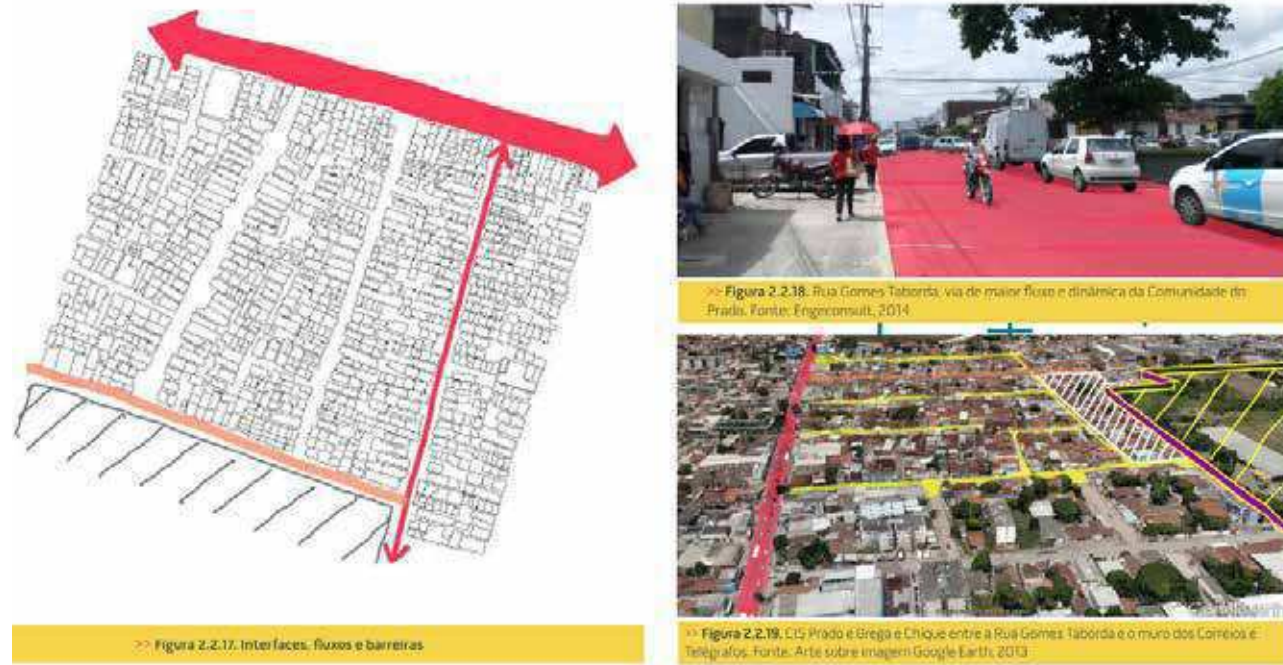 >> Figura 2.2.17. Interfaces, fluxos e barreiras
>> Figura 2.2.18. Rua Gomes Taborda, via de maior fluxo e dinâmica da Comunidade do
Prado. Fonte: Engeconsult, 2014
>> Figura 2.2.19. CIS Prado e Brega e Chique entre a Rua Gomes Taborda e o muro dos Correios e
Telégrafos. Fonte: Arte sobre imagem Google Earth, 2013